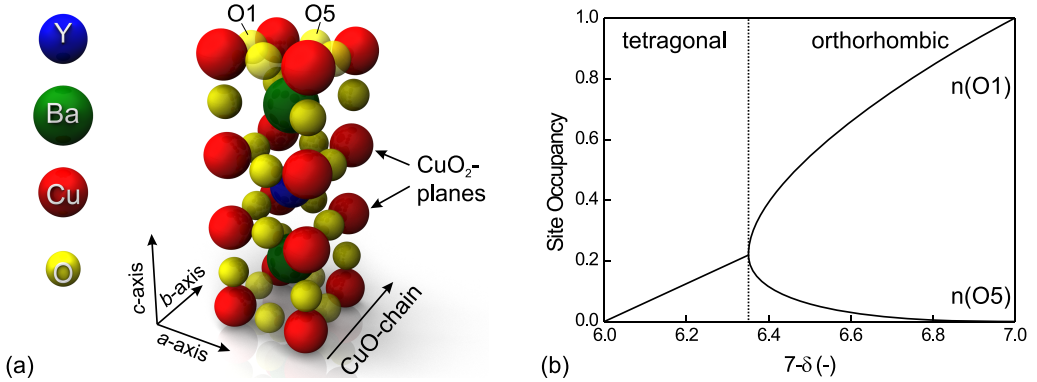 Y
Ba
Cu
O
O1
O5
CuO2-
planes
c-axis
b-axis
a-axis
CuO-chain
(a)
tetragonal
orthorhombic
n(O1)
n(O5)
Site Occupancy
1.0
0.8
0.6
0.4
0.2
0.0
6.0
6.2
6.4
6.6
6.8
7.0
7-δ (-)
(b)